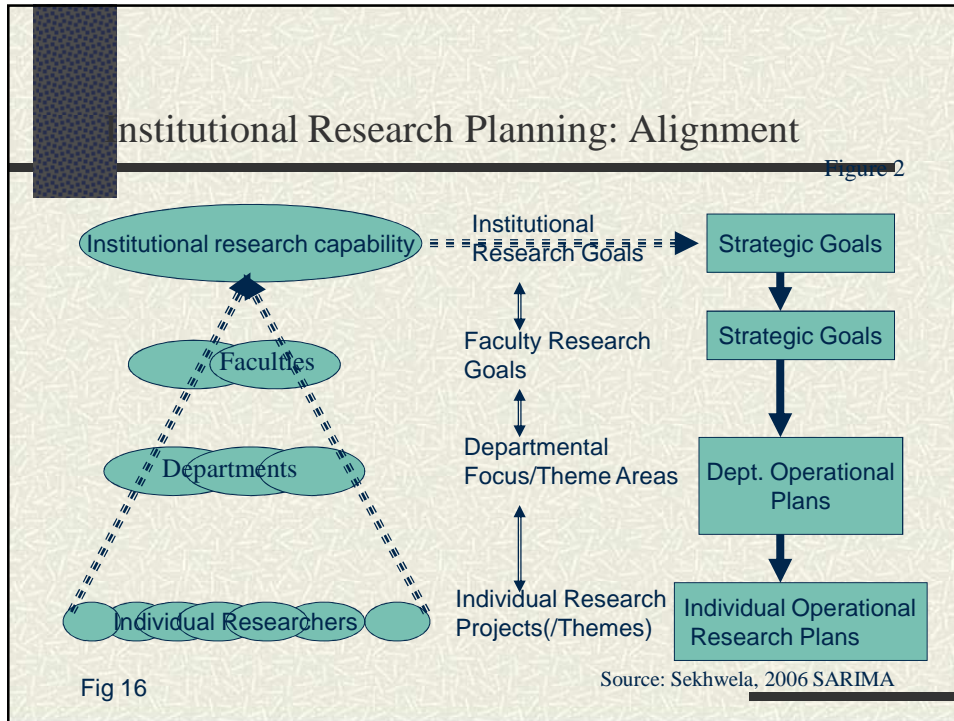 Institutional Research Planning: Alignment
Figure 2
Institutional research capability
Institutional
Research Goals
Strategic Goals
Faculties
Faculty Research
Goals
Strategic Goals
Departments
Departmental
Focus/Theme Areas
Dept. Operational
Plans
Individual Researchers
Individual Research
Projects(/Themes)
Individual Operational
Research Plans
Fig 16
Source: Sekhwela, 2006 SARIMA